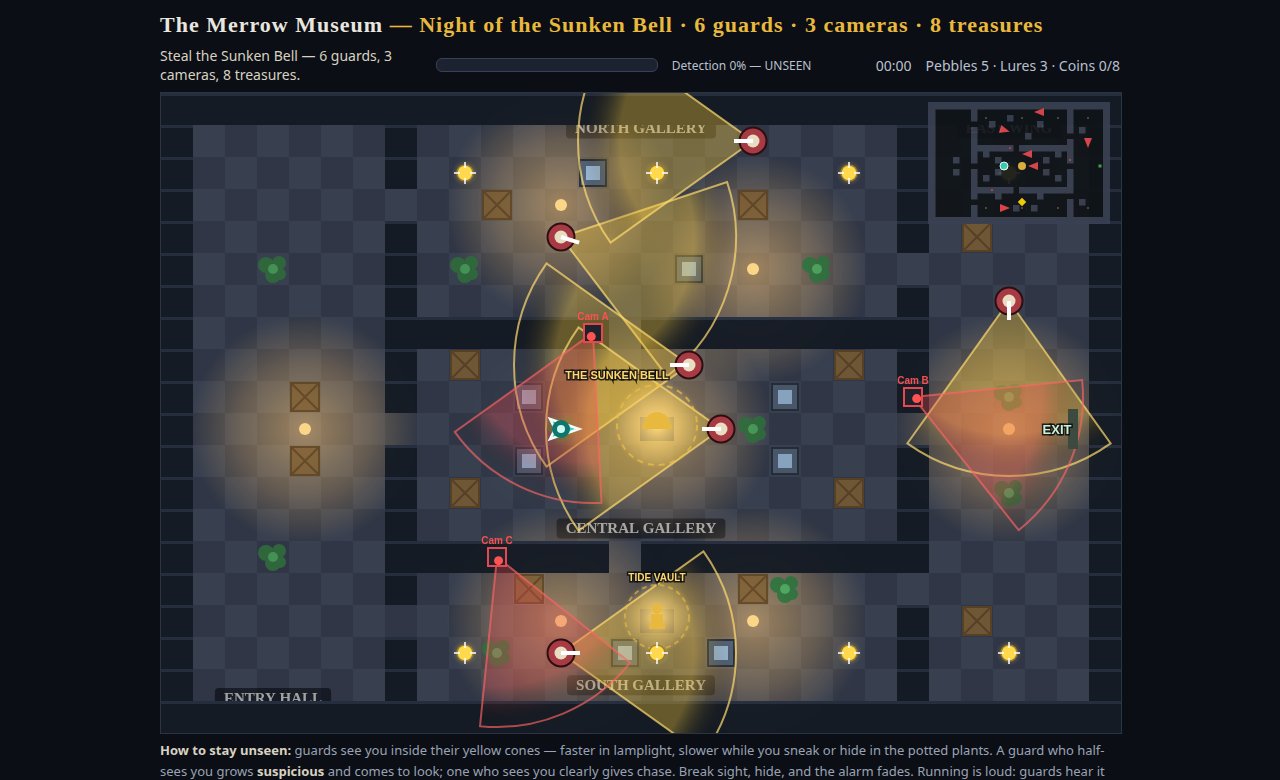 The Merrow Museum — Night of the Sunken Bell · 6 guards · 3 cameras · 8 treasures
Steal the Sunken Bell — 6 guards, 3
cameras, 8 treasures.
Detection 0% — UNSEEN
00:00 Pebbles 5 · Lures 3 · Coins 0/8
NORTH GALLERY
WING
Cam A
THE SUNKEN BELL
Cam B
EXIT
CENTRAL GALLERY
Cam C
TIDE VAULT
SOUTH GALLERY
ENTRY HALL
How to stay unseen: guards see you inside their yellow cones — faster in lamplight, slower while you sneak or hide in the potted plants. A guard who half-
sees you grows suspicious and comes to look; one who sees you clearly gives chase. Break sight, hide, and the alarm fades. Running is loud: guards hear it